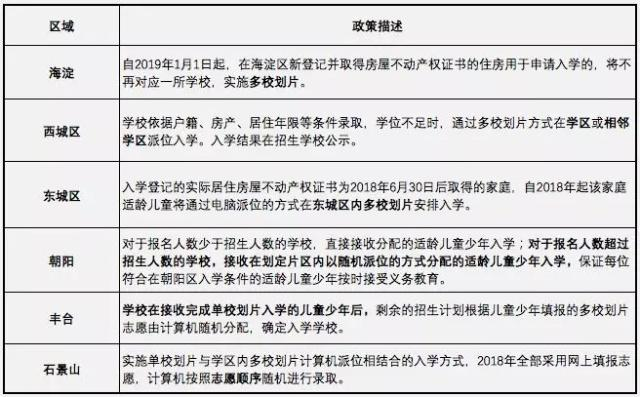 区域 政策描述
海淀 自2019年1月1日起，在海淀区新登记并取得房屋不动产权证书的住房用于申请入学的，将不
再对应一所学校，实施多校划片。
西城区 学校依据户籍、房产、居住年限等条件录取，学位不足时，通过多校划片方式在学区或相邻
学区派位入学。入学结果在招生学校公示。
东城区 入学登记的实际居住房屋不动产权证书为2018年6月30日后取得的家庭，自2018年起该家庭
适龄儿童将通过电脑派位的方式在东城区内多校划片安排入学。
朝阳 对于报名人数少于招生人数的学校，直接接收分配的适龄儿童少年入学；对于报名人数超过
招生人数的学校，接收在划定片区内以随机派位的方式分配的适龄儿童少年入学，保证每位
符合在朝阳区入学条件的适龄儿童少年按时接受义务教育。
丰台 学校在接收完成单校划片入学的儿童少年后，剩余的招生计划根据儿童少年填报的多校划片
志愿由计算机随机分配，确定入学学校。
石景山 实施单校划片与学区内多校划片计算机派位相结合的入学方式，2018年全部采用网上填报志
愿，计算机按照志愿顺序随机进行录取。